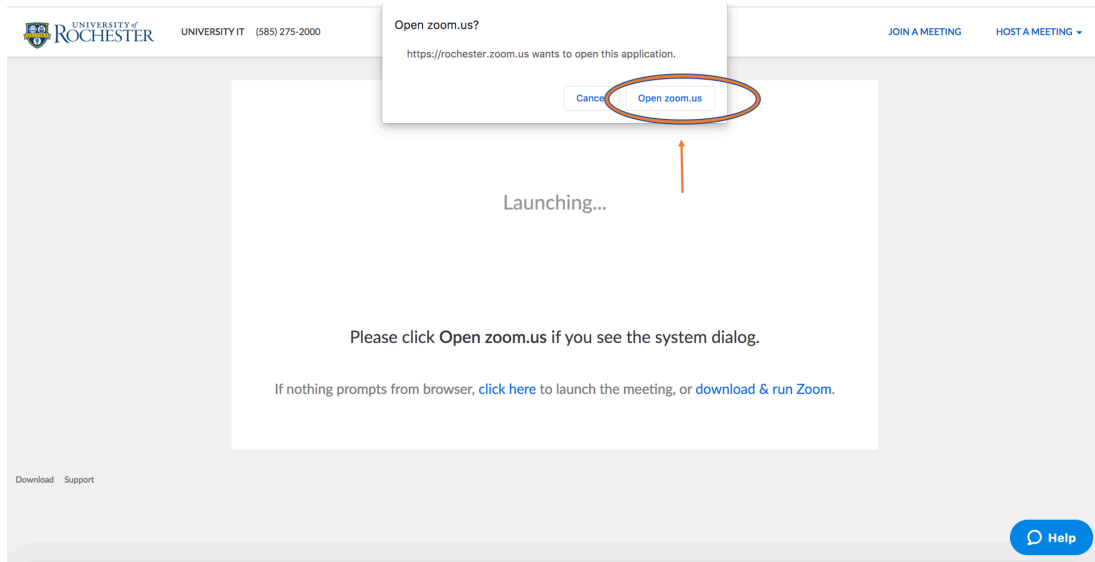 UNIVERSITY of
ROCHESTER
UNIVERSITY IT (585) 275-2000
JOIN A MEETING
HOST A MEETING
Open zoom.us?
https://rochester.zoom.us wants to open this application.
Cancel Open zoom.us
Launching...
Please click Open zoom.us if you see the system dialog.
If nothing prompts from browser, click here to launch the meeting, or download & run Zoom.
Download Support
Help